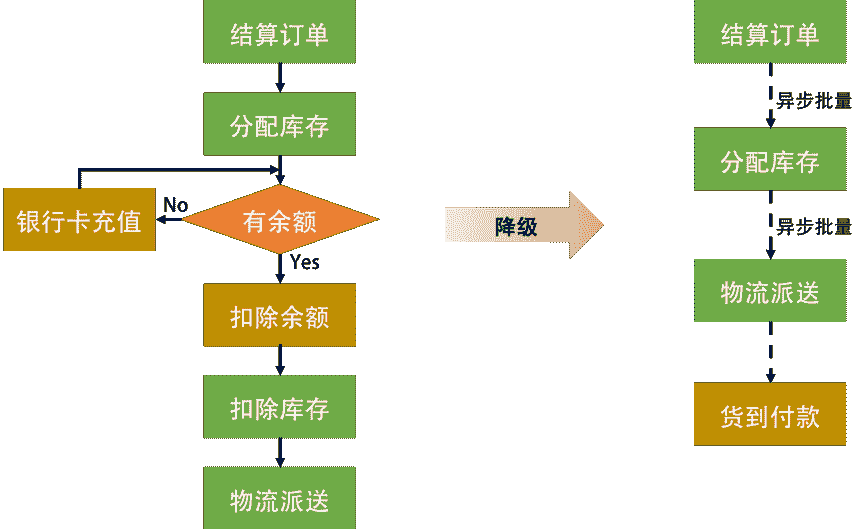 结算订单
分配库存
银行卡充值
No
有余额
Yes
扣除余额
扣除库存
物流派送
降级
结算订单
异步批量
分配库存
异步批量
物流派送
货到付款